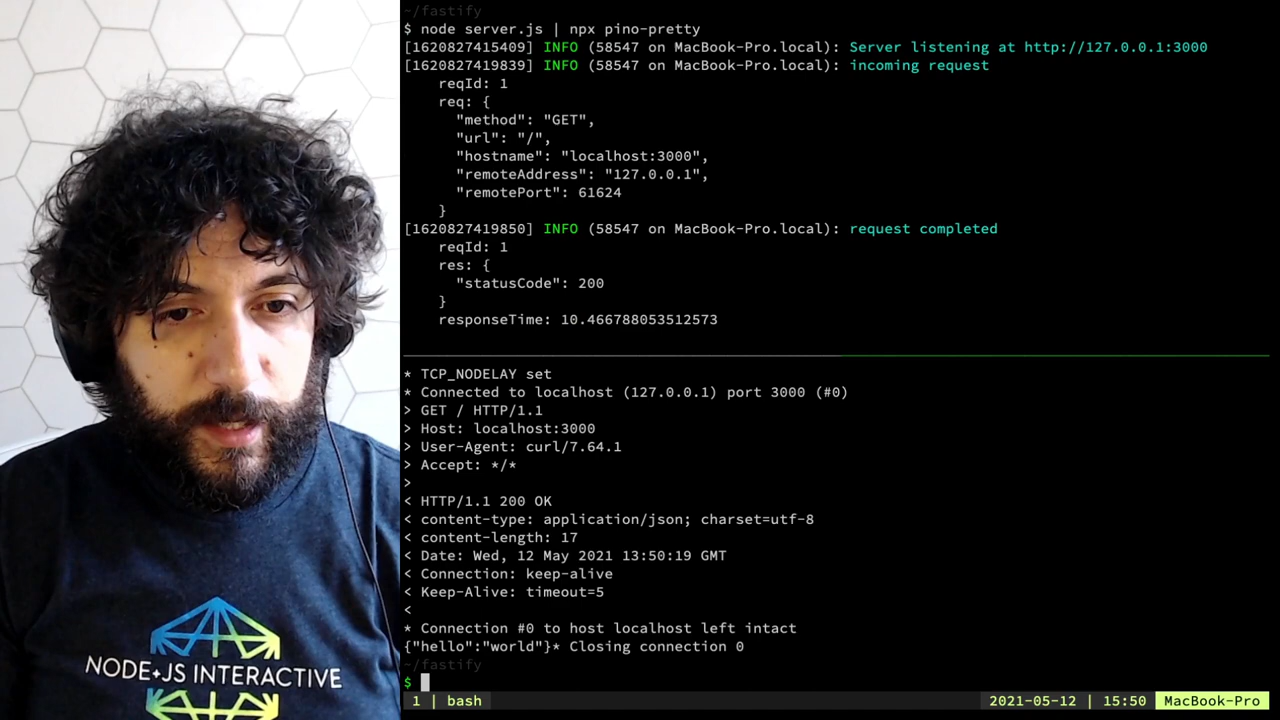 ~/fastify
$ node server.js | npx pino-pretty
[1620827415409] INFO (58547 on MacBook-Pro.local): Server listening at http://127.0.0.1:3000
[1620827419839] INFO (58547 on MacBook-Pro.local): incoming request
reqId: 1
req: {
"method": "GET",
"url": "/",
"hostname": "localhost:3000",
"remoteAddress": "127.0.0.1",
"remotePort": 61624
}
[1620827419850] INFO (58547 on MacBook-Pro.local): request completed
reqId: 1
res: {
"statusCode": 200
}
responseTime: 10.466788053512573
* TCP_NODELAY set
* Connected to localhost (127.0.0.1) port 3000 (#0)
> GET / HTTP/1.1
> Host: localhost:3000
> User-Agent: curl/7.64.1
> Accept: */*
>
< HTTP/1.1 200 OK
< content-type: application/json; charset=utf-8
< content-length: 17
< Date: Wed, 12 May 2021 13:50:19 GMT
< Connection: keep-alive
< Keep-Alive: timeout=5
<
* Connection #0 to host localhost left intact
{"hello":"world"}* Closing connection 0
~/fastify
$
1 | bash
2021-05-12 | 15:50 MacBook-Pro
NODE+JS INTERACTIVE